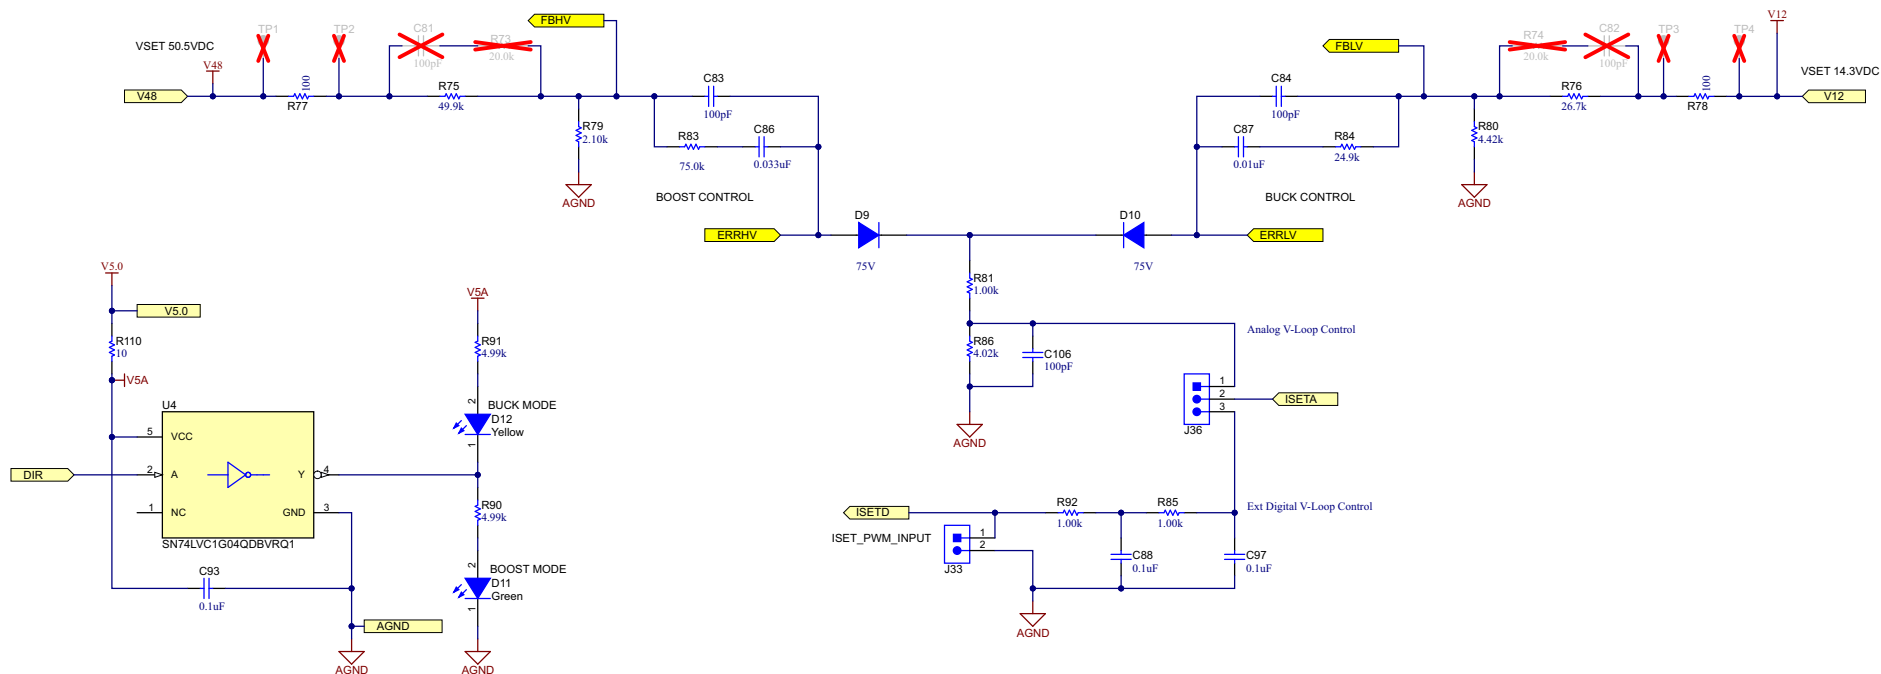 VSET 50.5VDC
V48
V48
TP1
R77
100
TP2
C81
100pF
R73
20.0k
R75
49.9k
FBHV
R79
2.10k
AGND
C83
100pF
R83
75.0k
C86
0.033uF
BOOST CONTROL
ERRHV
D9
75V
FBLV
C84
100pF
C87
0.01uF
R84
24.9k
BUCK CONTROL
D10
75V
ERRLV
R74
20.0k
C82
100pF
TP3
TP4
V12
R76
26.7k
R78
100
VSET 14.3VDC
V12
R80
4.42k
AGND
R81
1.00k
R86
4.02k
C106
100pF
AGND
Analog V-Loop Control
1
2
3
J36
ISETA
Ext Digital V-Loop Control
ISETD
ISET_PWM_INPUT
1
2
J33
R92
1.00k
R85
1.00k
C88
0.1uF
C97
0.1uF
AGND
V5.0
V5.0
R110
10
V5A
U4
5
VCC
2
A
1
NC
Y
4
GND
3
SN74LVC1G04QDBVRQ1
DIR
C93
0.1uF
AGND
AGND
V5A
R91
4.99k
2
BUCK MODE
D12
Yellow
1
R90
4.99k
2
BOOST MODE
D11
Green
1
AGND